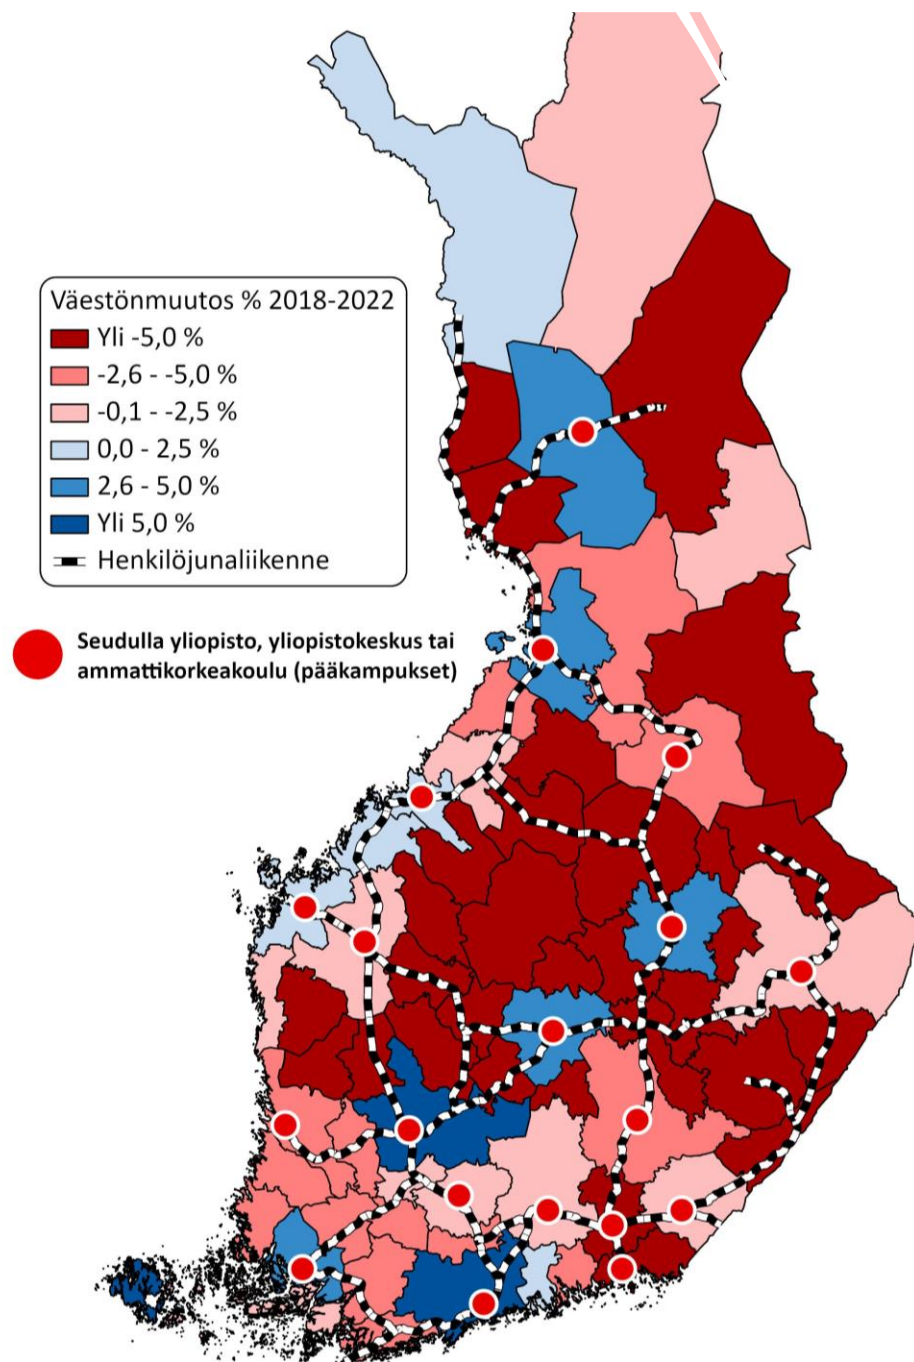 Väestönmuutos % 2018-2022
Yli -5,0 %
-2,6 - -5,0 %
-0,1 - -2,5 %
0,0 - 2,5 %
2,6 - 5,0 %
Yli 5,0 %
Henkilöjunaliikenne
Seudulla yliopisto, yliopistokeskus tai
ammattikorkeakoulu (pääkampukset)